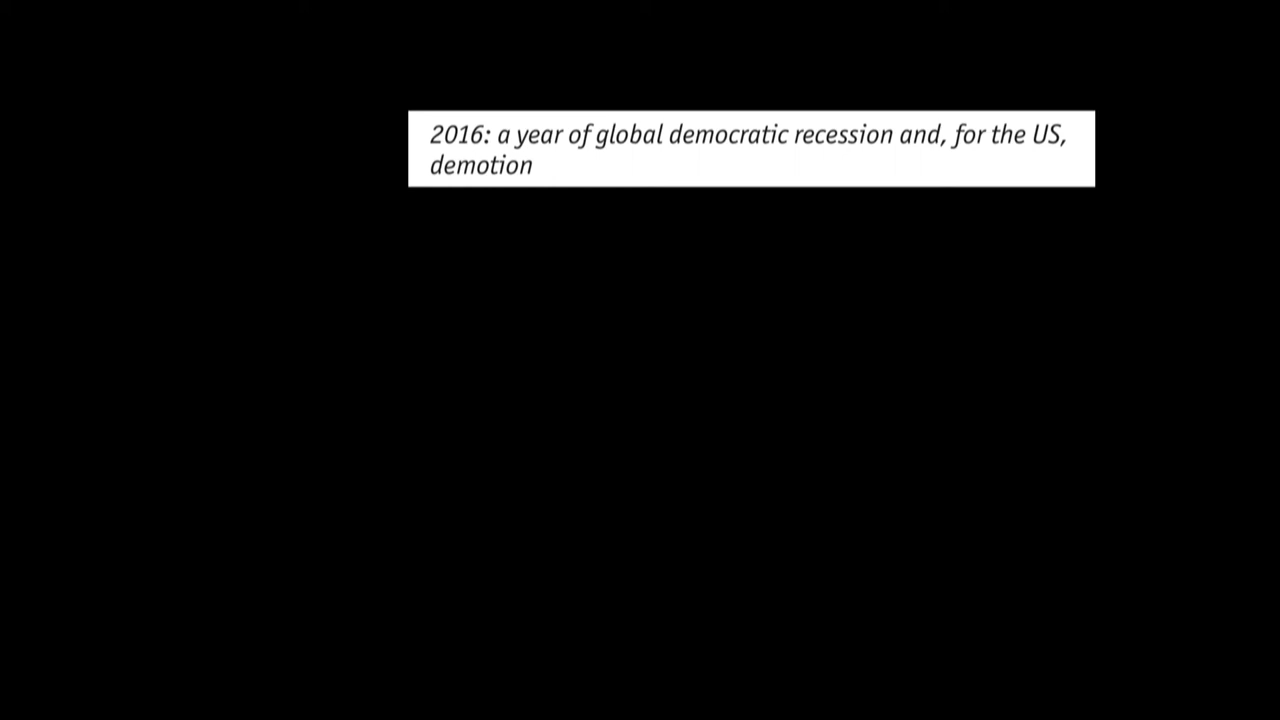 2016: a year of global democratic recession and, for the US,
demotion